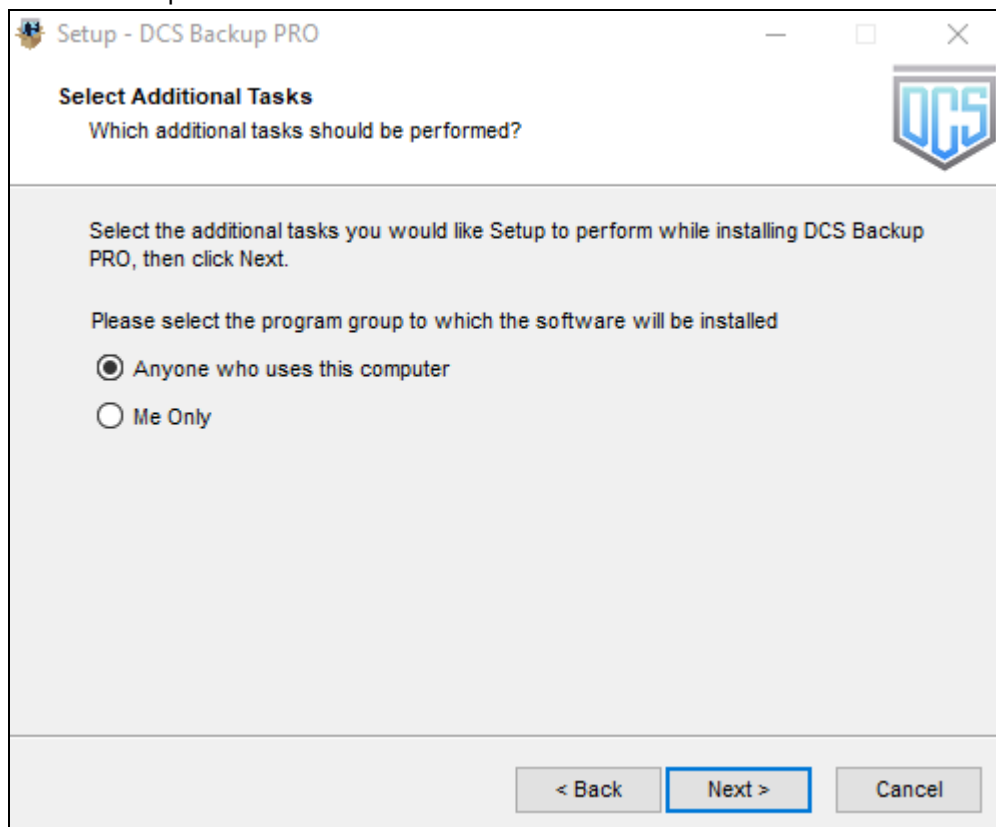 Setup - DCS Backup PRO
DCS
Select Additional Tasks
Which additional tasks should be performed?
Select the additional tasks you would like Setup to perform while installing DCS Backup
PRO, then click Next.
Please select the program group to which the software will be installed
Anyone who uses this computer
Me Only
< Back
Next >
Cancel